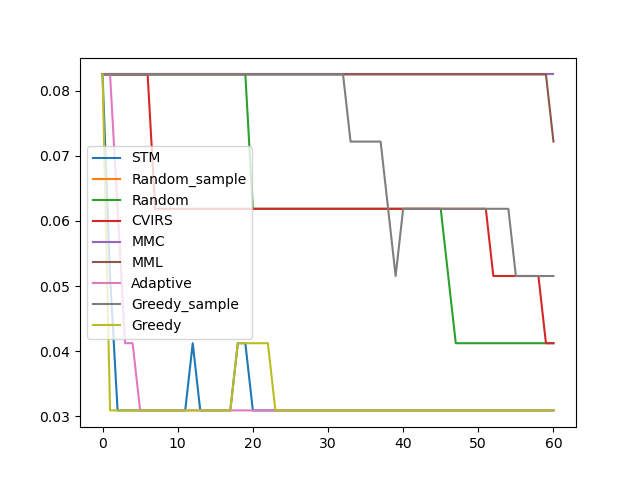 0.08
0.07
0.06
0.05
0.04
0.03
STM
Random_sample
Random
CVIRS
MMC
MML
Adaptive
Greedy_sample
Greedy
0 10 20 30 40 50 60